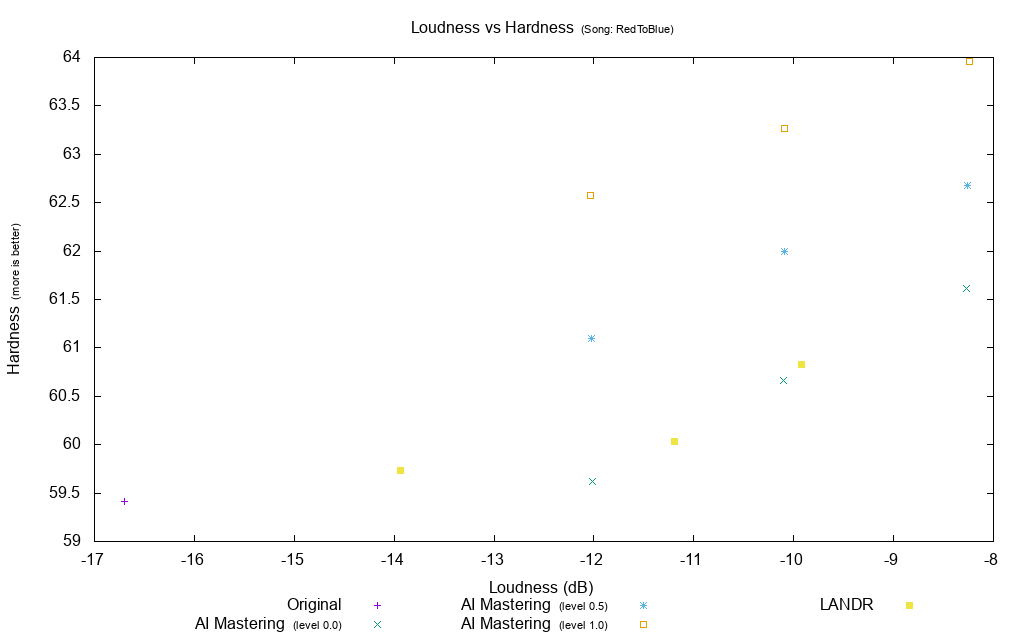 Loudness vs Hardness (Song: RedToBlue)
64
63.5
63
62.5
62
61.5
61
60.5
60
59.5
59
Hardness (more is better)
-17 -16 -15 -14 -13 -12 -11 -10 -9 -8
Loudness (dB)
Original AI Mastering (level 0.5) LANDR
AI Mastering (level 0.0) AI Mastering (level 1.0)